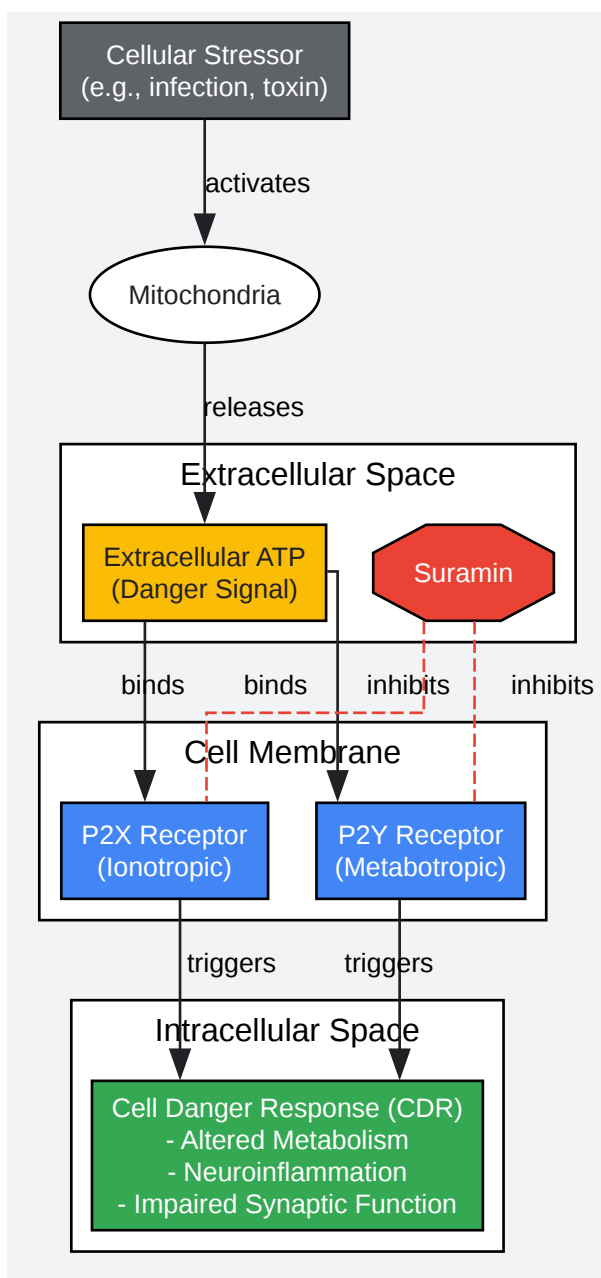 Cellular Stressor
(e.g., infection, toxin)
activates
Mitochondria
releases
Extracellular Space
Extracellular ATP
(Danger Signal)
Suramin
binds
binds
inhibits
inhibits
Cell Membrane
P2X Receptor
(Ionotropic)
P2Y Receptor
(Metabotropic)
triggers
triggers
Intracellular Space
Cell Danger Response (CDR)
- Altered Metabolism
- Neuroinflammation
- Impaired Synaptic Function